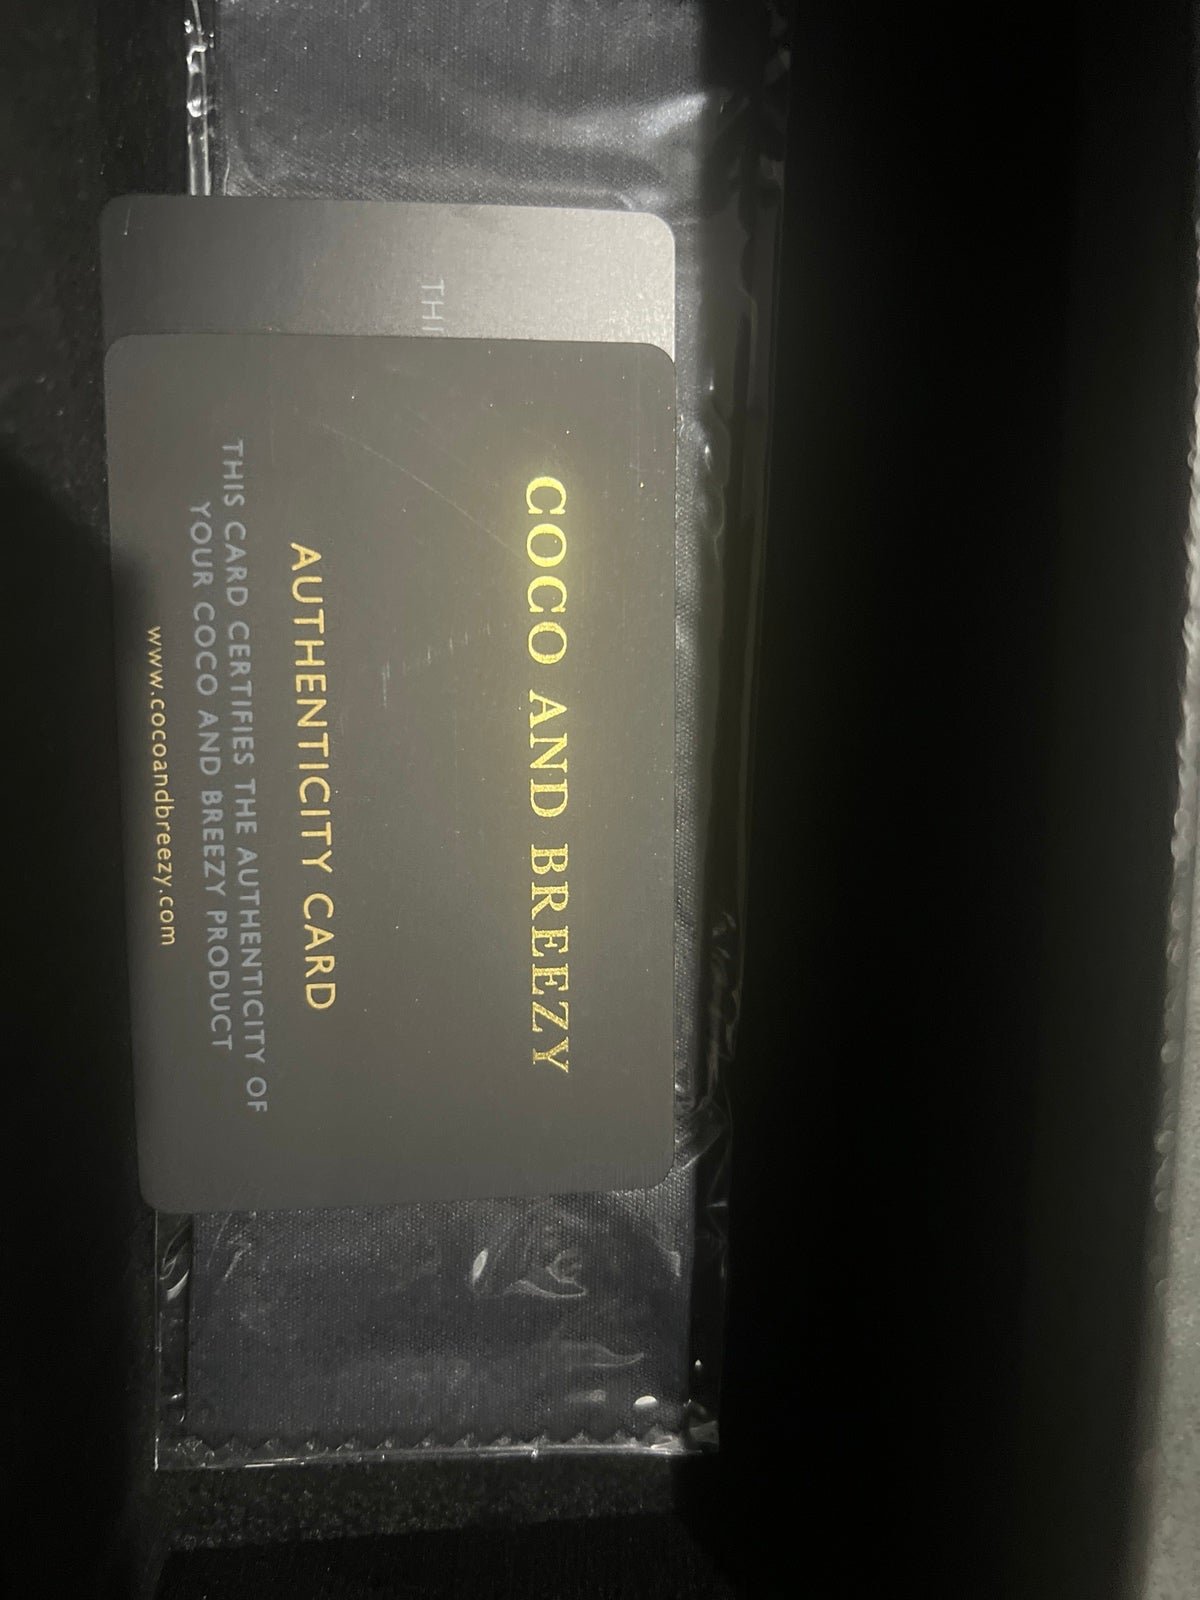 THI
COCO AND BREEZY
AUTHENTICITY CARD
THIS CARD CERTIFIES THE AUTHENTICITY OF
YOUR COCO AND BREEZY PRODUCT
www.cocoandbreezy.com